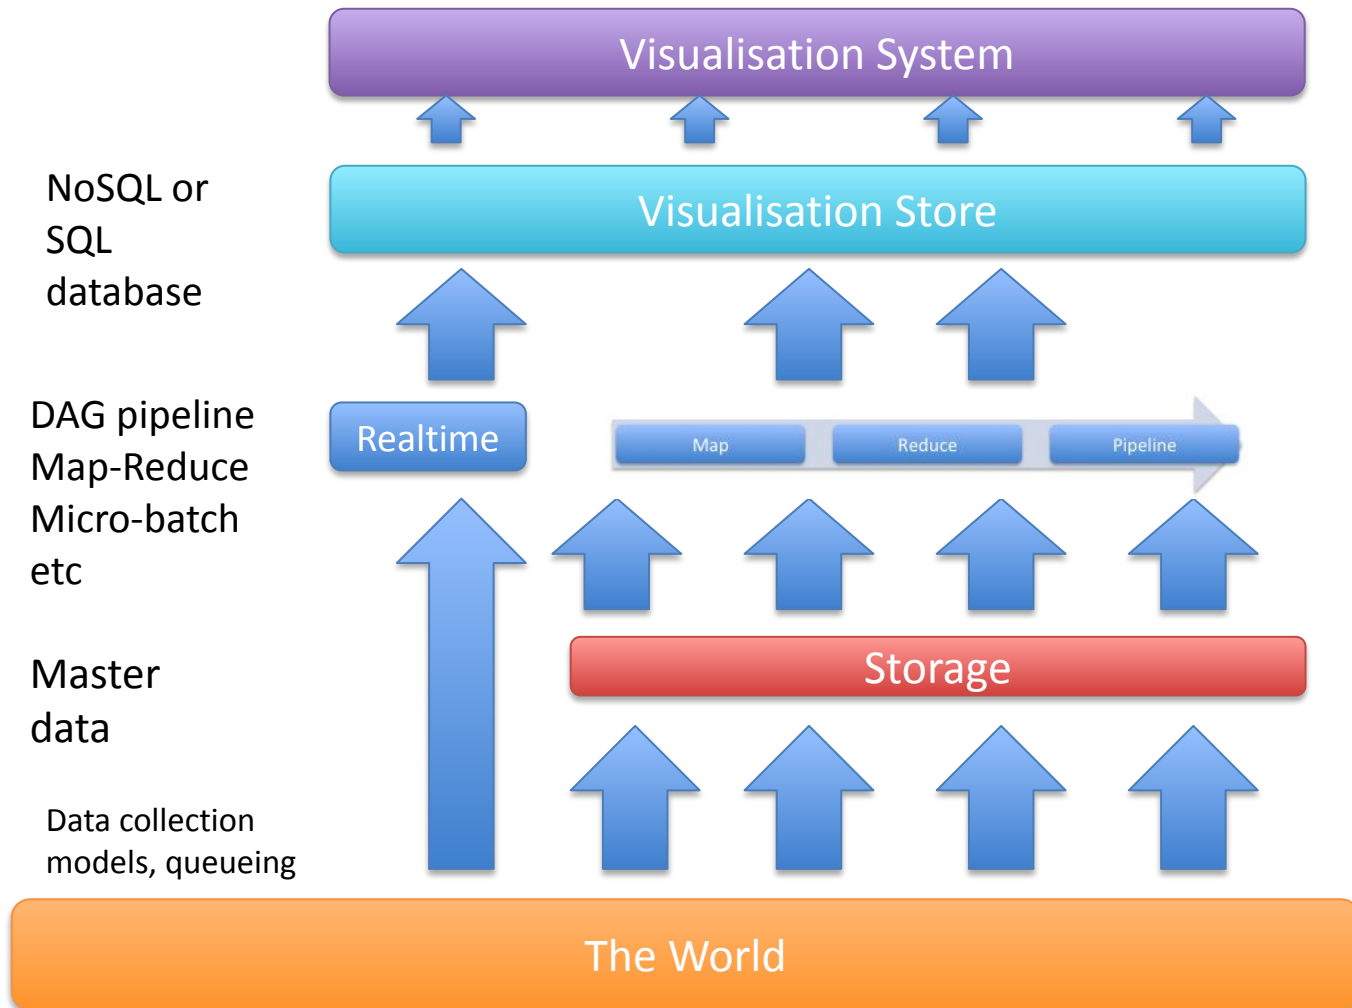 Visualisation System
NoSQL or
SQL
database
Visualisation Store
DAG pipeline
Map-Reduce
Micro-batch
etc
Realtime
Map
Reduce
Pipeline
Master
data
Storage
Data collection
models, queueing
The World